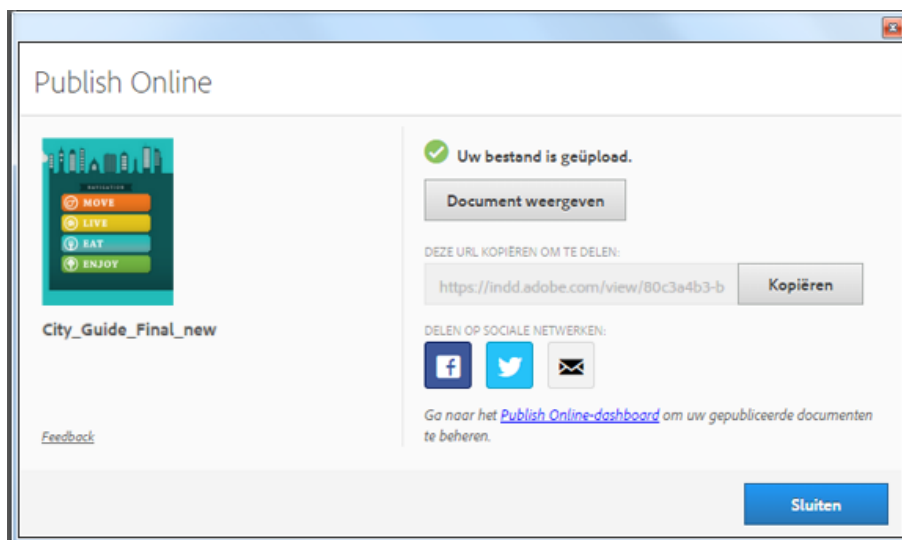 Publish Online
NAVIGATION
MOVE
LIVE
EAT
ENJOY
City_Guide_Final_new
Feedback
Uw bestand is geüpload.
Document weergeven
DEZE URL KOPIËREN OM TE DELEN:
https://indd.adobe.com/view/80c3a4b3-b
Kopiëren
DELEN OP SOCIALE NETWERKEN:
Ga naar het Publish Online-dashboard om uw gepubliceerde documenten
te beheren.
Sluiten